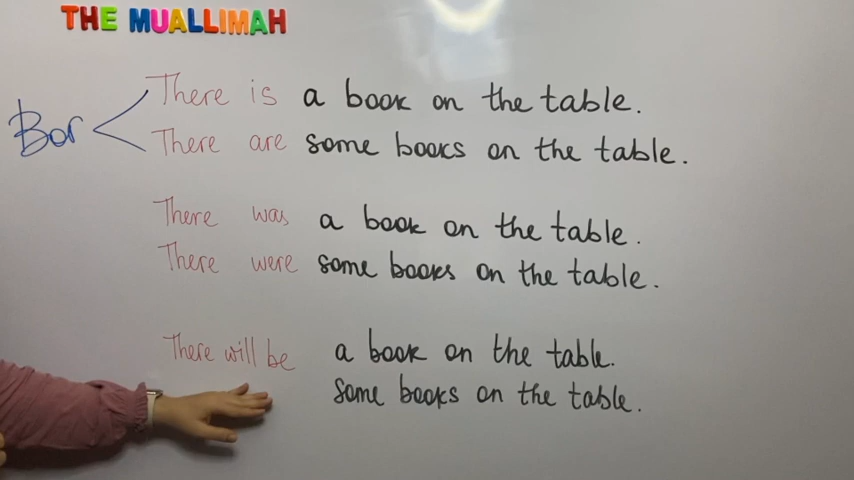 THE MUALLIMAH
Bor
There is a book on the table.
There are some books on the table.
There was a book on the table.
There were some books on the table.
There will be a book on the table.
some books on the table.